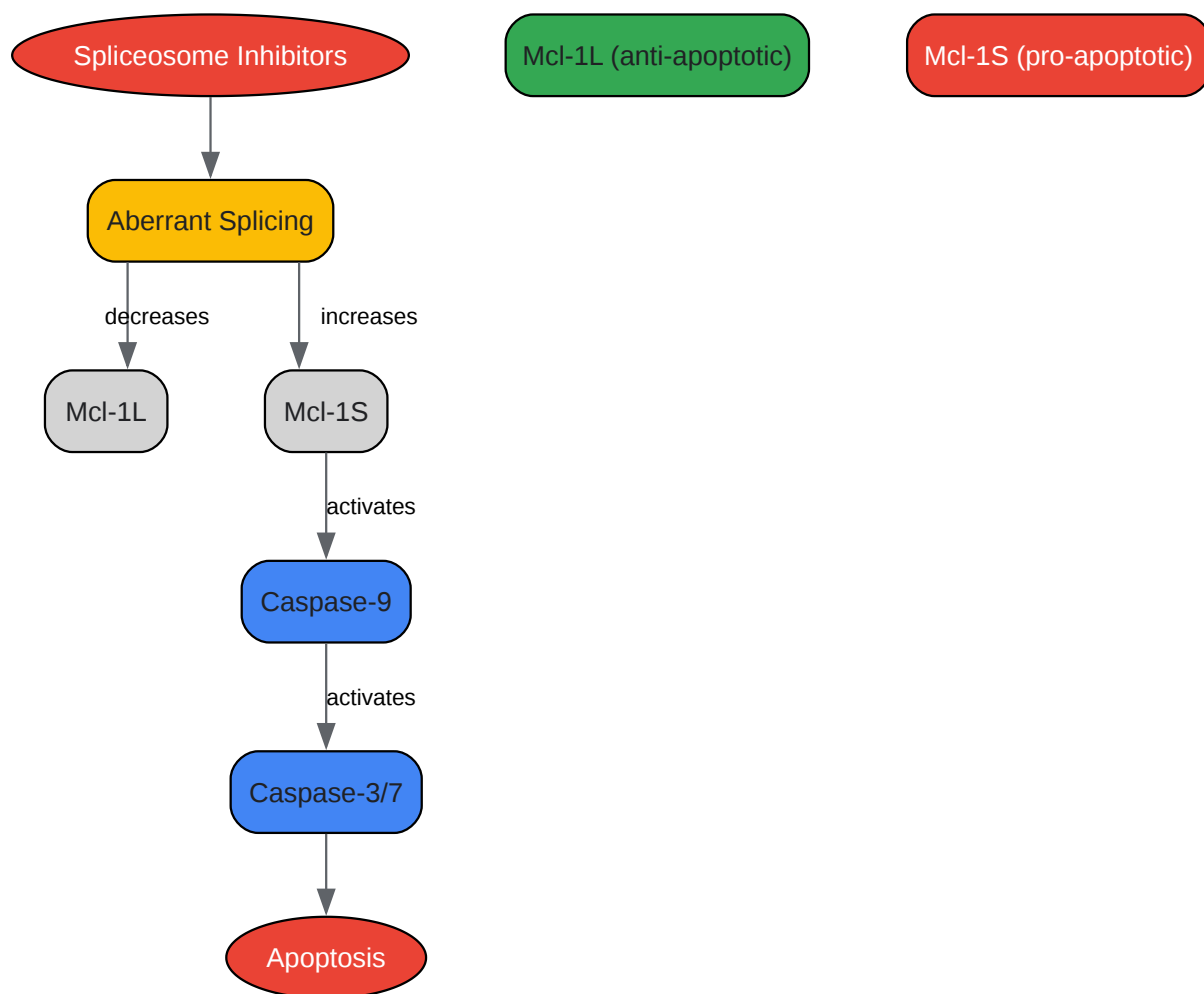 Spliceosome Inhibitors
Mcl-1L (anti-apoptotic)
Mcl-1S (pro-apoptotic)
Aberrant Splicing
decreases
increases
Mcl-1L
Mcl-1S
activates
Caspase-9
activates
Caspase-3/7
Apoptosis